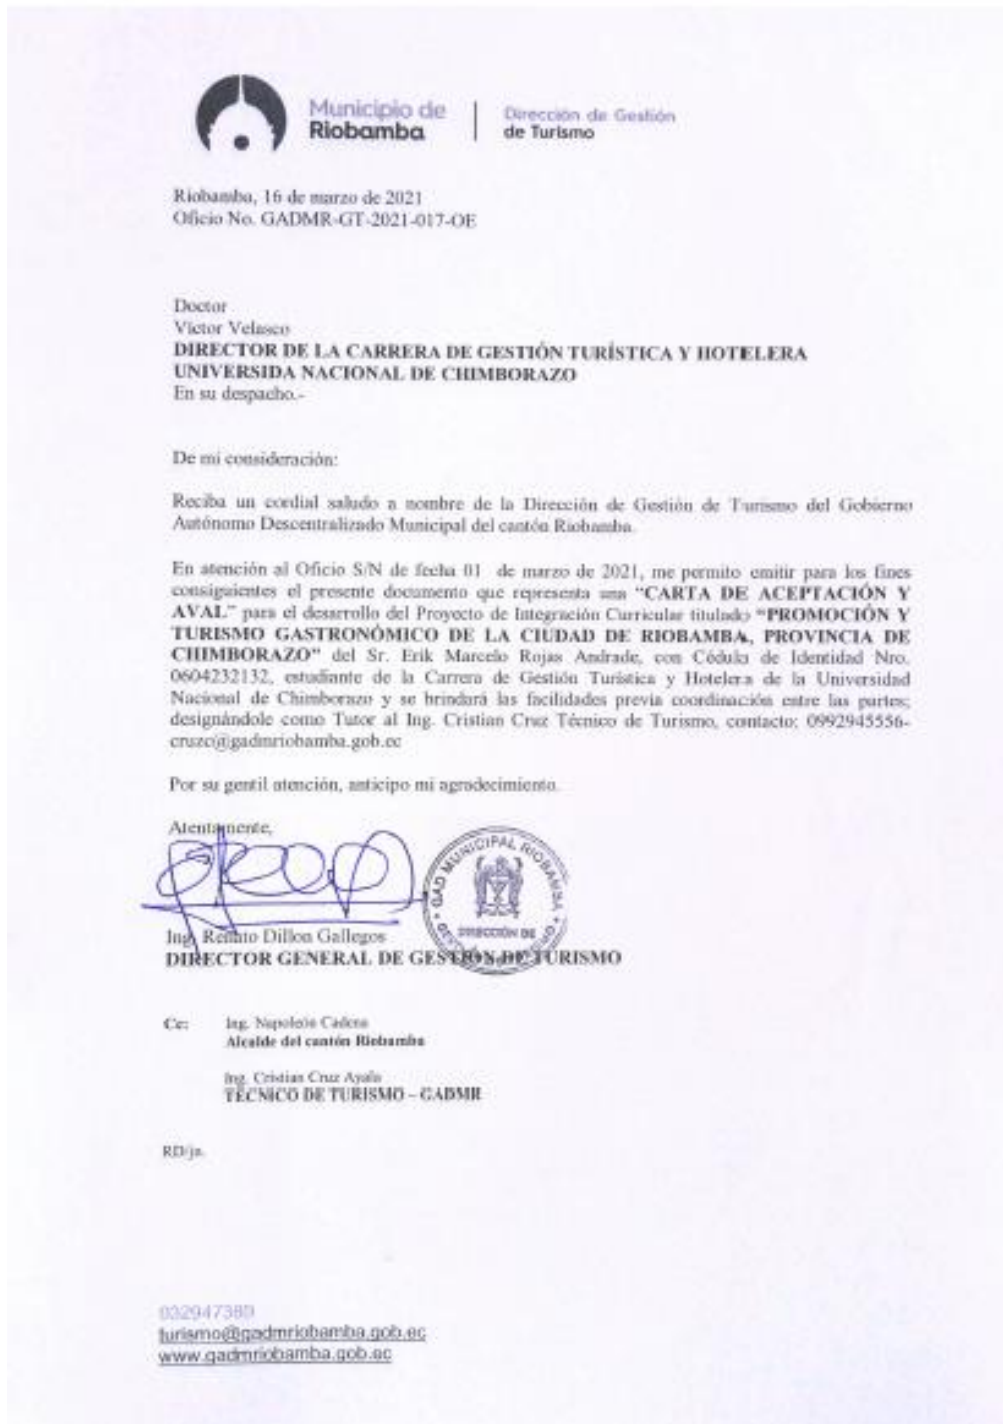 Municipio de
Riobamba
Dirección de Gestión
de Turismo
Riobamba, 16 de marzo de 2021
Oficio No. GADMR-GT-2021-017-OE
Doctor
Víctor Velasco
DIRECTOR DE LA CARRERA DE GESTIÓN TURÍSTICA Y HOTELERA
UNIVERSIDA NACIONAL DE CHIMBORAZO
En su despacho.-
De mi consideración:
Reciba un cordial saludo a nombre de la Dirección de Gestión de Turismo del Gobierno
Autónomo Descentralizado Municipal del cantón Riobamba.
En atención al Oficio S/N de fecha 01 de marzo de 2021, me permito emitir para los fines
consiguientes el presente documento que representa una "CARTA DE ACEPTACIÓN Y
AVAL" para el desarrollo del Proyecto de Integración Curricular titulado "PROMOCIÓN Y
TURISMO GASTRONÓMICO DE LA CIUDAD DE RIOBAMBA, PROVINCIA DE
CHIMBORAZO" del Sr. Erik Marcelo Rojas Andrade, con Cédula de Identidad Nro.
0604232132, estudiante de la Carrera de Gestión Turística y Hotelera de la Universidad
Nacional de Chimborazo y se brindará las facilidades previa coordinación entre las partes;
designándole como Tutor al Ing. Cristian Cruz Técnico de Turismo, contacto: 0992945556-
cruzc@gadmriobamba.gob.ec
Por su gentil atención, anticipo mi agradecimiento.
Atentamente,
GAD MUNICIPAL RIOBAMBA
DIRECCIÓN DE
Ing. Renato Dillon Gallegos
DIRECTOR GENERAL DE GESTIÓN DE TURISMO
Cc: Ing. Napoleón Cadena
Alcalde del cantón Riobamba
Ing. Cristian Cruz Ayala
TÉCNICO DE TURISMO – GADMR
RD/ja.
032947380
turismo@gadmriobamba.gob.ec
www.gadmriobamba.gob.ec